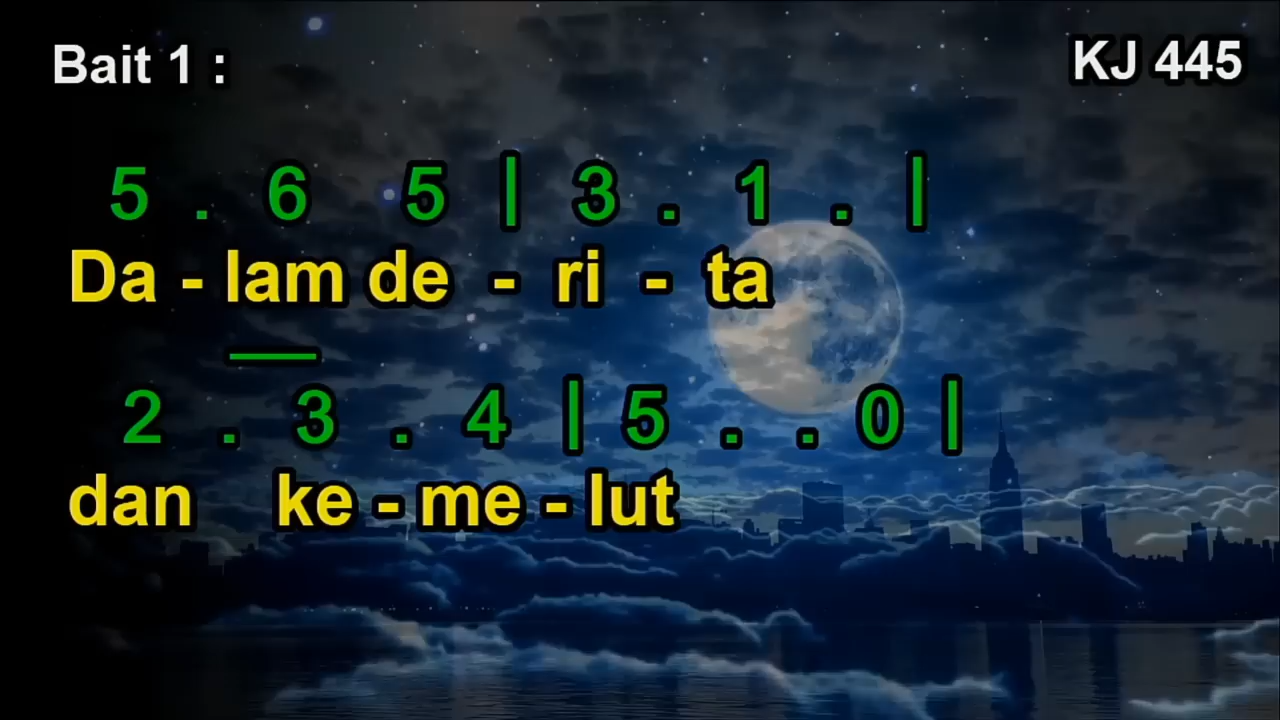 Bait 1 :
KJ 445
5 . 6 5 | 3 . 1 . |
Da - lam de - ri - ta
2 . 3 . 4 | 5 . . 0 |
dan ke - me - lut